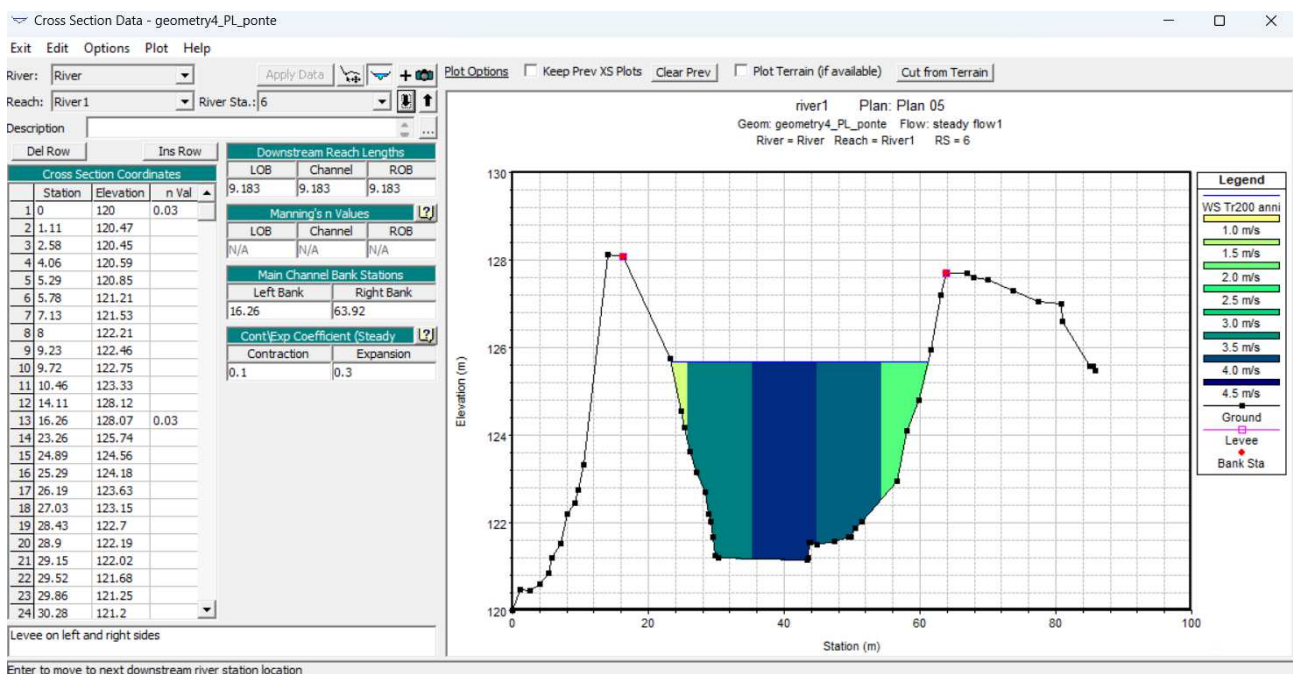 Cross Section Data - geometry4_PL_ponte
Exit Edit Options Plot Help
River: River
Apply Data
Reach: River1
River Sta.: 6
Description
...
Del Row
Ins Row
Cross Section Coordinates
Station Elevation n Val
1 0 120 0.03
2 1.11 120.47
3 2.58 120.45
4 4.06 120.59
5 5.29 120.85
6 5.78 121.21
7 7.13 121.53
8 8 122.21
9 9.23 122.46
10 9.72 122.75
11 10.46 123.33
12 14.11 128.12
13 16.26 128.07 0.03
14 23.26 125.74
15 24.89 124.56
16 25.29 124.18
17 26.19 123.63
18 27.03 123.15
19 28.43 122.7
20 28.9 122.19
21 29.15 122.02
22 29.52 121.68
23 29.86 121.25
24 30.28 121.2
Downstream Reach Lengths
LOB Channel ROB
9.183 9.183 9.183
Manning's n Values
LOB Channel ROB
N/A N/A N/A
Main Channel Bank Stations
Left Bank Right Bank
16.26 63.92
Cont\Exp Coefficient (Steady
Contraction Expansion
0.1 0.3
Levee on left and right sides
Enter to move to next downstream river station location
Plot Options
Keep Prev XS Plots
Clear Prev
Plot Terrain (if available)
Cut from Terrain
river1 Plan: Plan 05
Geom: geometry4_PL_ponte Flow: steady flow1
River = River Reach = River1 RS = 6
130
128
126
124
122
120
Elevation (m)
0 20 40 60 80 100
Station (m)
Legend
WS Tr200 anni
1.0 m/s
1.5 m/s
2.0 m/s
2.5 m/s
3.0 m/s
3.5 m/s
4.0 m/s
4.5 m/s
Ground
Levee
Bank Sta